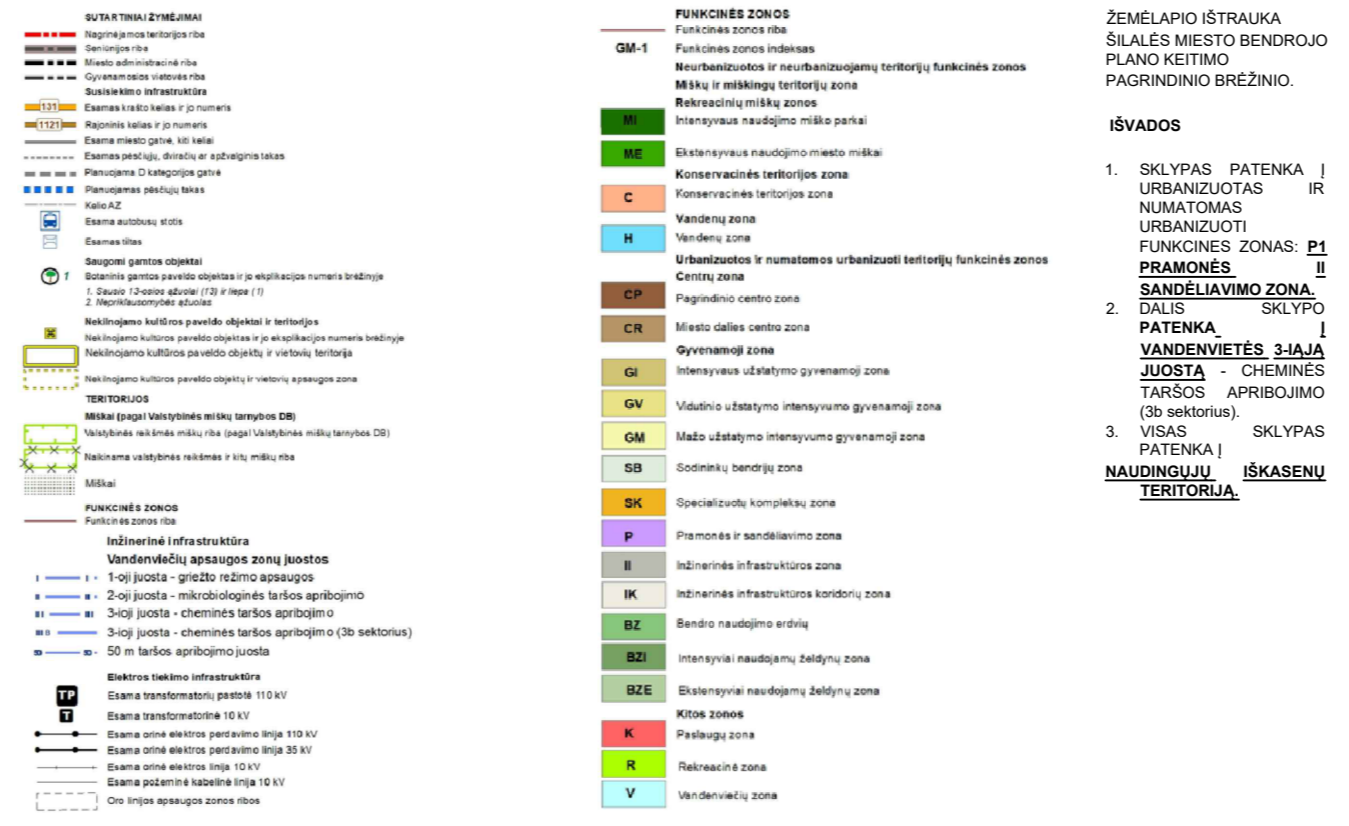 SUTARTINIAI ŽYMĖJIMAI
Nagrinėjamos teritorijos riba
Seniūnijos riba
Miesto administracinė riba
Gyvenamosios vietovės riba
Susisiekimo infrastruktūra
131 Esamas krašto kelias ir jo numeris
1121 Rajoninis kelias ir jo numeris
Esama miesto gatvė, kiti keliai
Esamas pėsčiųjų, dviračių ar apžvalginis takas
Planuojama D kategorijos gatvė
Planuojamas pėsčiųjų takas
Kelio AZ
Esama autobusų stotis
Esamas tiltas
Saugomi gamtos objektai
1 Botaninis gamtos paveldo objektas ir jo ekplikacijos numeris brėžinyje
1. Sausio 13-osios ąžuolai (13) ir liepa (1)
2. Nepriklausomybės ąžuolas
Nekilnojamo kultūros paveldo objektai ir teritorijos
Nekilnojamo kultūros paveldo objektas ir jo eksplikacijos numeris brėžinyje
Nekilnojamo kultūros paveldo objektų ir vietovių teritorija
Nekilnojamo kultūros paveldo objektų ir vietovių apsaugos zona
TERITORIJOS
Miškai (pagal Valstybinės miškų tarnybos DB)
Valstybinės reikšmės miškų riba (pagal Valstybinės miškų tarnybos DB)
Naikinama valstybinės reikšmės ir kitų miškų riba
Miškai
FUNKCINĖS ZONOS
Funkcinės zonos riba
Inžinerinė infrastruktūra
Vandenviečių apsaugos zonų juostos
I I 1-oji juosta - griežto režimo apsaugos
II II 2-oji juosta - mikrobiologinės taršos apribojimo
III III 3-ioji juosta - cheminės taršos apribojimo
III B 3-ioji juosta - cheminės taršos apribojimo (3b sektorius)
50 50 50 m taršos apribojimo juosta
Elektros tiekimo infrastruktūra
TP Esama transformatorių pastotė 110 kV
T Esama transformatorinė 10 kV
Esama orinė elektros perdavimo linija 110 kV
Esama orinė elektros perdavimo linija 35 kV
Esama orinė elektros linija 10 kV
Esama požeminė kabelinė linija 10 kV
Oro linijos apsaugos zonos ribos
FUNKCINĖS ZONOS
Funkcinės zonos riba
GM-1 Funkcinės zonos indeksas
Neurbanizuotos ir neurbanizuojamų teritorijų funkcinės zonos
Miškų ir miškingų teritorijų zona
Rekreacinių miškų zonos
MI Intensyvaus naudojimo miško parkai
ME Ekstensyvaus naudojimo miesto miškai
Konservacinės teritorijos zona
C Konservacinės teritorijos zona
Vandenų zona
H Vandenų zona
Urbanizuotos ir numatomos urbanizuoti teritorijų funkcinės zonos
Centrų zona
CP Pagrindinio centro zona
CR Miesto dalies centro zona
Gyvenamoji zona
GI Intensyvaus užstatymo gyvenamoji zona
GV Vidutinio užstatymo intensyvumo gyvenamoji zona
GM Mažo užstatymo intensyvumo gyvenamoji zona
SB Sodininkų bendrijų zona
SK Specializuotų kompleksų zona
P Pramonės ir sandėliavimo zona
II Inžinerinės infrastruktūros zona
IK Inžinerinės infrastruktūros koridorių zona
BZ Bendro naudojimo erdvių
BZI Intensyviai naudojamų želdynų zona
BZE Ekstensyviai naudojamų želdynų zona
Kitos zonos
K Paslaugų zona
R Rekreacinė zona
V Vandenviečių zona
ŽEMĖLAPIO IŠTRAUKA
ŠILALĖS MIESTO BENDROJO
PLANO KEITIMO
PAGRINDINIO BRĖŽINIO.
IŠVADOS
1. SKLYPAS PATENKA Į
URBANIZUOTAS IR
NUMATOMAS
URBANIZUOTI
FUNKCINES ZONAS: P1
PRAMONĖS II
SANDĖLIAVIMO ZONA.
2. DALIS SKLYPO
PATENKA Į
VANDENVIETĖS 3-IĄJĄ
JUOSTĄ - CHEMINĖS
TARŠOS APRIBOJIMO
(3b sektorius).
3. VISAS SKLYPAS
PATENKA Į
NAUDINGŲJŲ IŠKASENŲ
TERITORIJĄ.